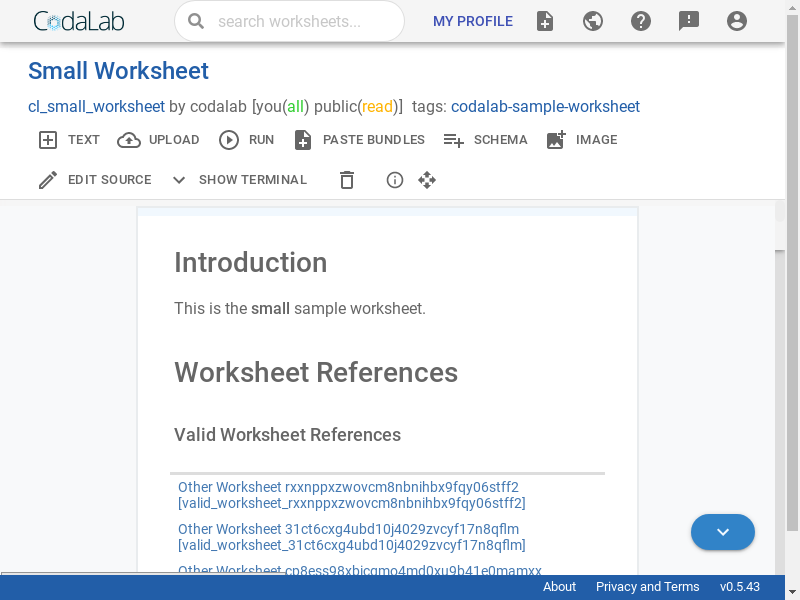 CodaLab search worksheets... MY PROFILE
Small Worksheet
cl_small_worksheet by codalab [you(all) public(read)] tags: codalab-sample-worksheet
TEXT UPLOAD RUN PASTE BUNDLES SCHEMA IMAGE
EDIT SOURCE SHOW TERMINAL
Introduction
This is the small sample worksheet.
Worksheet References
Valid Worksheet References
Other Worksheet rxxnppxzwovcm8nbnihbx9fqy06stff2
[valid_worksheet_rxxnppxzwovcm8nbnihbx9fqy06stff2]
Other Worksheet 31ct6cxg4ubd10j4029zvcyf17n8qflm
[valid_worksheet_31ct6cxg4ubd10j4029zvcyf17n8qflm]
Other Worksheet
About Privacy and Terms v0.5.43